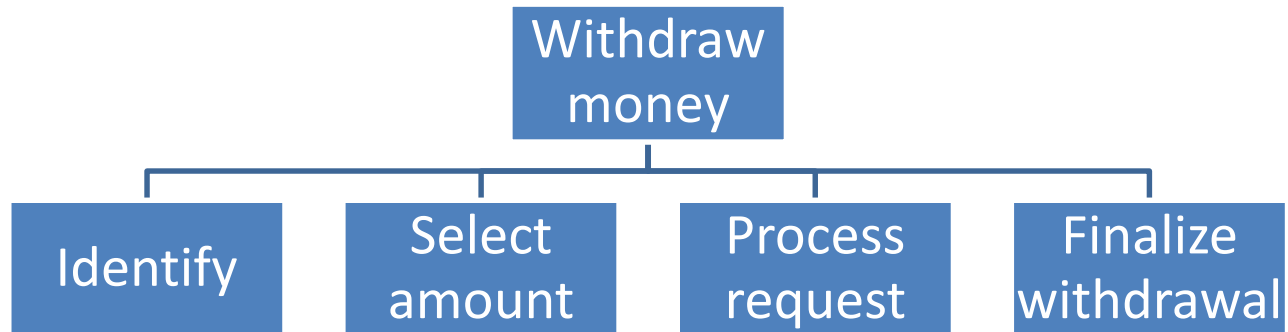 Withdraw
money
Identify
Select
amount
Process
request
Finalize
withdrawal